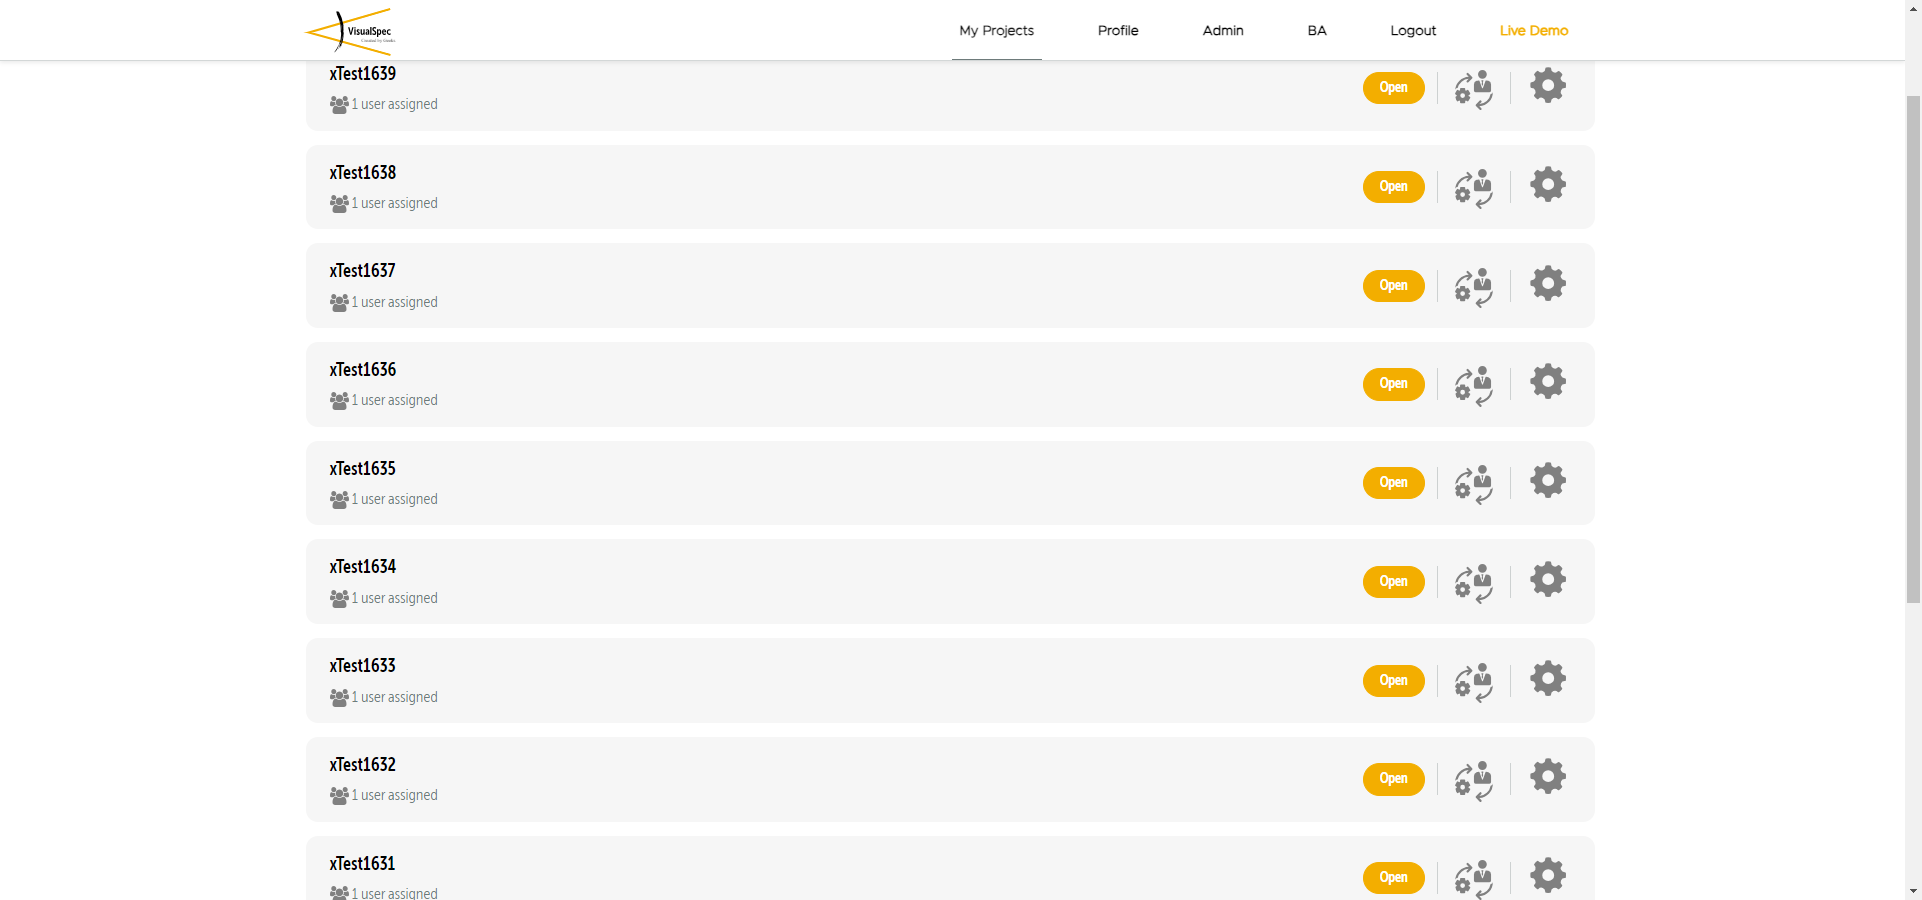 VisualSpec
My Projects Profile Admin BA Logout Live Demo
xTest1639
1 user assigned
Open
xTest1638
1 user assigned
Open
xTest1637
1 user assigned
Open
xTest1636
1 user assigned
Open
xTest1635
1 user assigned
Open
xTest1634
1 user assigned
Open
xTest1633
1 user assigned
Open
xTest1632
1 user assigned
Open
xTest1631
1 user assigned
Open